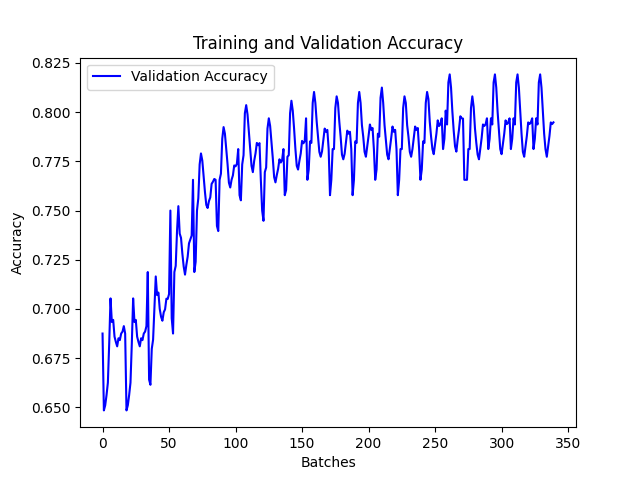 Training and Validation Accuracy
Validation Accuracy
Accuracy
0.825
0.800
0.775
0.750
0.725
0.700
0.675
0.650
0 50 100 150 200 250 300 350
Batches